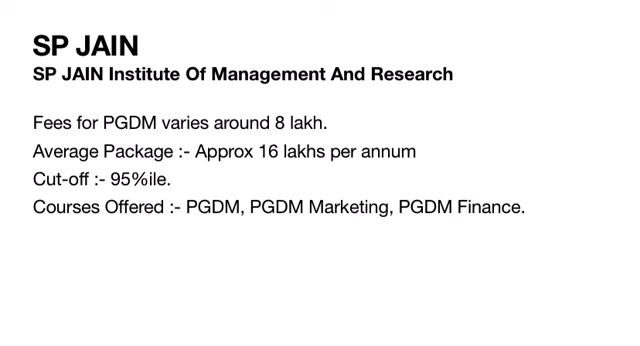 SP JAIN
SP JAIN Institute Of Management And Research
Fees for PGDM varies around 8 lakh.
Average Package :- Approx 16 lakhs per annum
Cut-off :- 95%ile.
Courses Offered :- PGDM, PGDM Marketing, PGDM Finance.